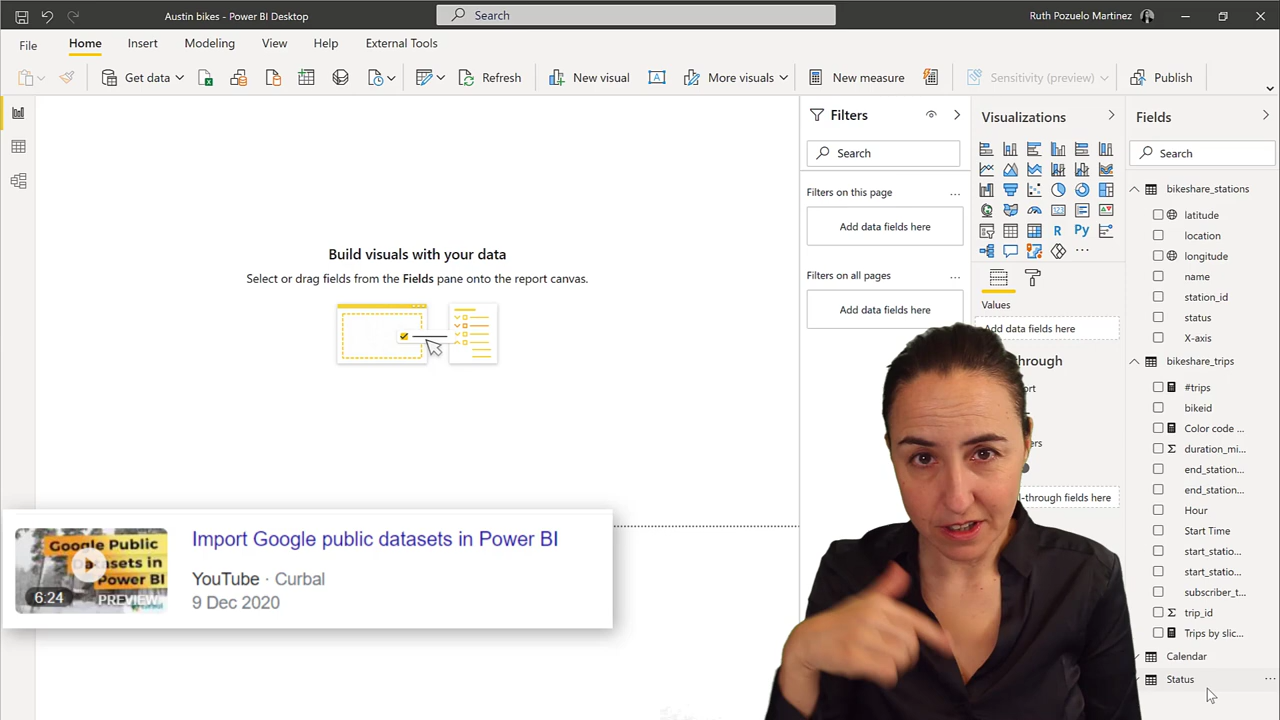 Austin bikes - Power BI Desktop
Search
Ruth Pozuelo Martinez
File
Home
Insert
Modeling
View
Help
External Tools
Get data
Refresh
New visual
More visuals
New measure
Sensitivity (preview)
Publish
Build visuals with your data
Select or drag fields from the Fields pane onto the report canvas.
Filters
Search
Filters on this page
...
Add data fields here
Filters on all pages
...
Add data fields here
Visualizations
R
Py
...
Values
Add data fields here
through
l-through fields here
Fields
Search
bikeshare_stations
latitude
location
longitude
name
station_id
status
X-axis
bikeshare_trips
#trips
bikeid
Color code ...
duration_mi...
end_station...
end_station...
Hour
Start Time
start_statio...
start_statio...
subscriber_t...
trip_id
Trips by slic...
Calendar
Status
...
Google Public
Datasets in
Power BI
6:24
PREVIEW
Import Google public datasets in Power BI
YouTube · Curbal
9 Dec 2020